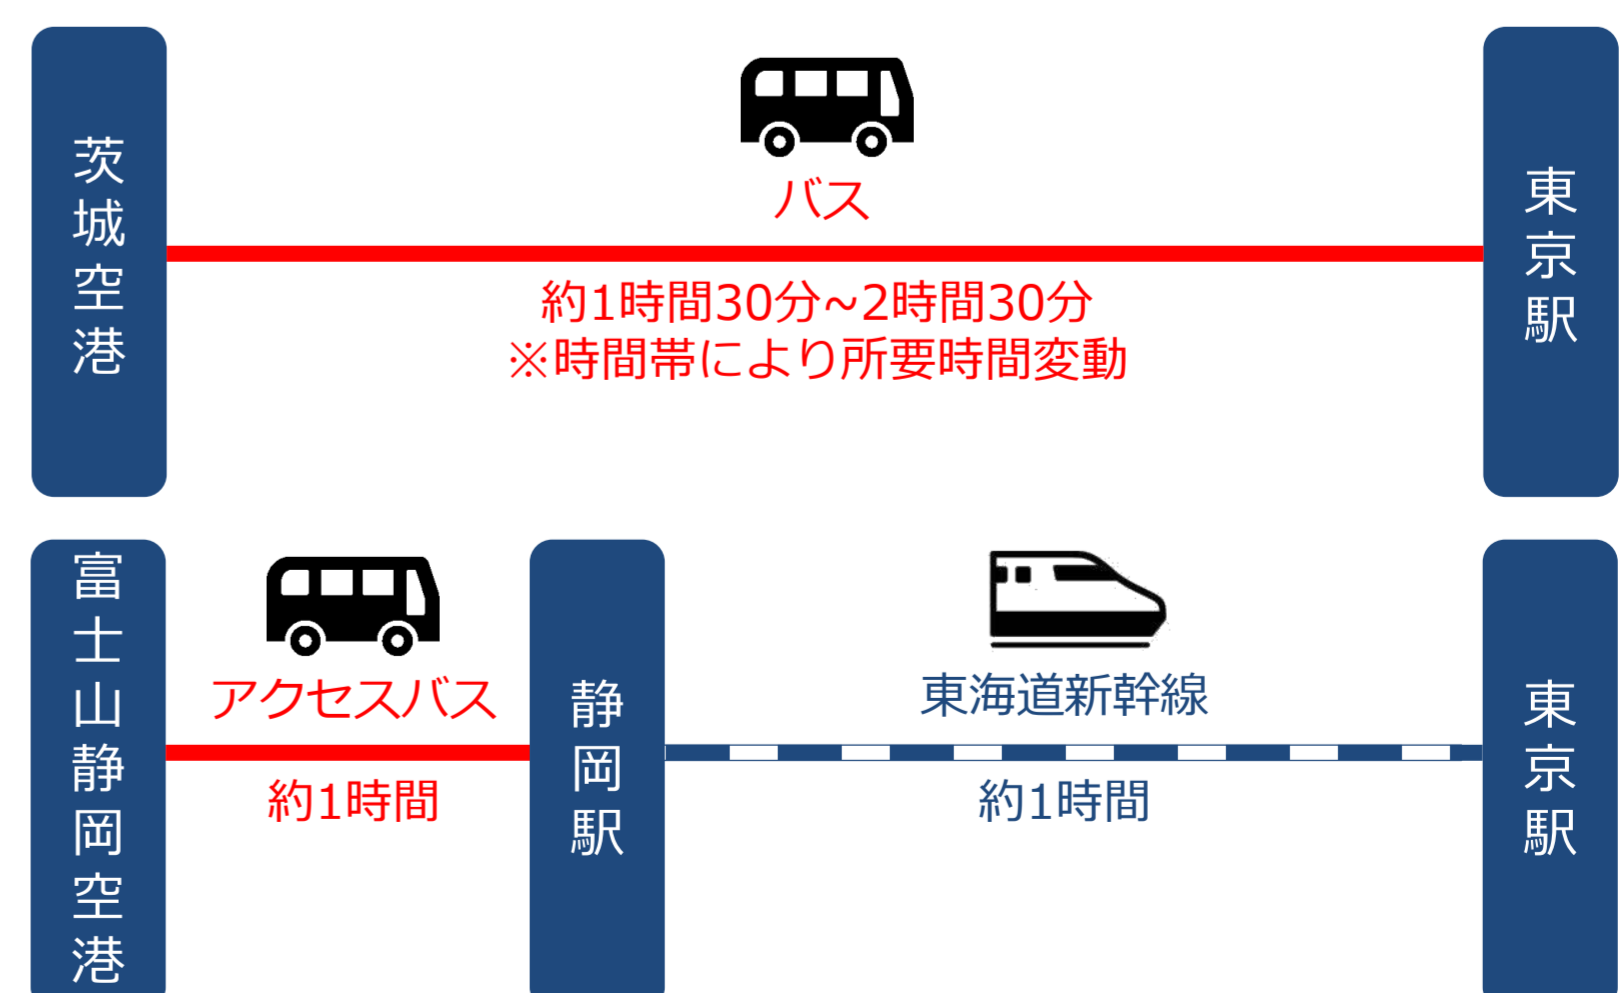 茨城空港
バス
約1時間30分~2時間30分
※時間帯により所要時間変動
東京駅
富士山静岡空港
アクセスバス
約1時間
静岡駅
東海道新幹線
約1時間
東京駅